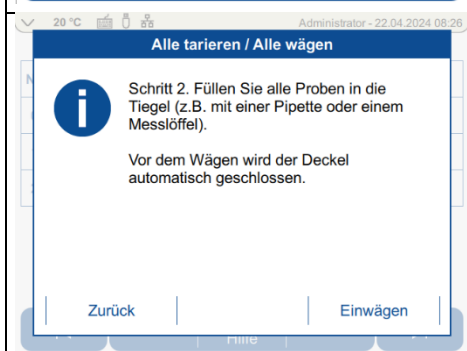 20 °C
Administrator - 22.04.2024 08:26
Alle tarieren / Alle wägen
Schritt 2. Füllen Sie alle Proben in die
Tiegel (z.B. mit einer Pipette oder einem
Messlöffel).
Vor dem Wägen wird der Deckel
automatisch geschlossen.
Zurück
Einwägen
Hilfe